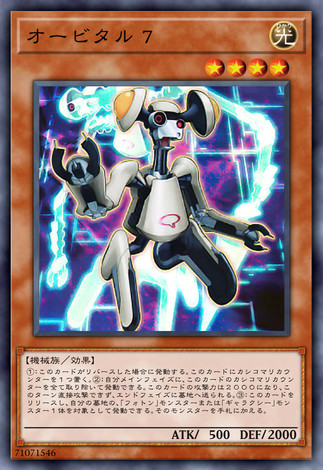 オービタル 7
光
【機械族/効果】
①:このカードがリバースした場合に発動する。このカードにカシコマリカウ
ンターを1つ置く。②:自分メインフェイズに、このカードのカシコマリカウンタ
ーを全て取り除いて発動できる。このカードの攻撃力は2000になり、こ
のターン直接攻撃できず、エンドフェイズに墓地へ送られる。③:このカードを
リリースし、自分の墓地の、「フォトン」モンスターまたは「ギャラクシー」モン
スター1体を対象として発動できる。そのモンスターを手札に加える。
ATK/ 500 DEF/2000
71071546